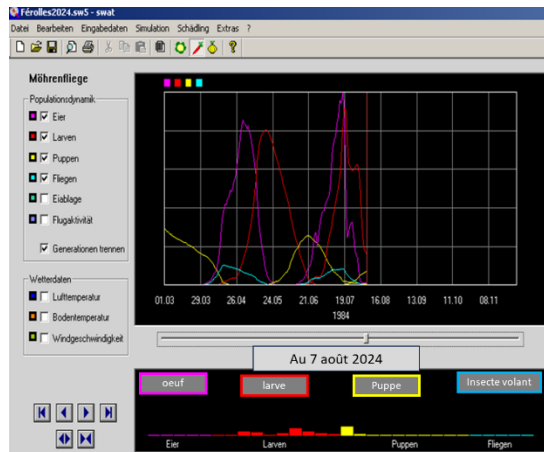 Férolles2024.sw5 - swat
Datei Bearbeiten Eingabedaten Simulation Schädling Extras ?
Möhrenfliege
Populationsdynamik
Eier
Larven
Puppen
Fliegen
Eiablage
Flugaktivität
Generationen trennen
Wetterdaten
Lufttemperatur
Bodentemperatur
Windgeschwindigkeit
01.03 29.03 26.04 24.05 21.06 19.07 16.08 13.09 11.10 08.11
1984
Au 7 août 2024
oeuf larve Puppe Insecte volant
Eier Larven Puppen Fliegen